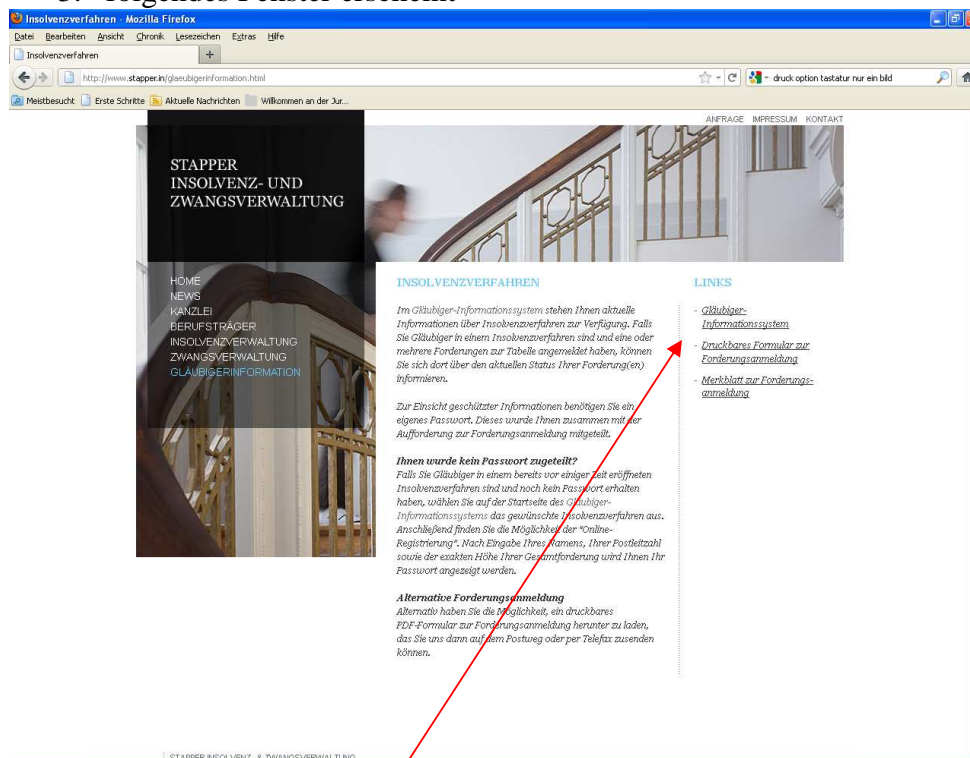 folgendes Fenster erscheint
Insolvenzverfahren - Mozilla Firefox
Datei Bearbeiten Ansicht Chronik Lesezeichen Extras Hilfe
Insolvenzverfahren +
http://www.stapper.in/glaeubigerinformation.html
druck option tastatur nur ein bild
Meistbesucht Erste Schritte Aktuelle Nachrichten Willkommen an der Jur...
ANFRAGE IMPRESSUM KONTAKT
STAPPER
INSOLVENZ- UND
ZWANGSVERWALTUNG
HOME
NEWS
KANZLEI
BERUFSTRÄGER
INSOLVENZVERWALTUNG
ZWANGSVERWALTUNG
GLÄUBIGERINFORMATION
INSOLVENZVERFAHREN
Im Gläubiger-Informationssystem stehen Ihnen aktuelle
Informationen über Insolvenzverfahren zur Verfügung. Falls
Sie Gläubiger in einem Insolvenzverfahren sind und eine oder
mehrere Forderungen zur Tabelle angemeldet haben, können
Sie sich dort über den aktuellen Status Ihrer Forderung(en)
informieren.
Zur Einsicht geschützter Informationen benötigen Sie ein
eigenes Passwort. Dieses wurde Ihnen zusammen mit der
Aufforderung zur Forderungsanmeldung mitgeteilt.
Ihnen wurde kein Passwort zugeteilt?
Falls Sie Gläubiger in einem bereits vor einiger Zeit eröffneten
Insolvenzverfahren sind und noch kein Passwort erhalten
haben, wählen Sie auf der Startseite des Gläubiger-
Informationssystems das gewünschte Insolvenzverfahren aus.
Anschließend finden Sie die Möglichkeit der "Online-
Registrierung". Nach Eingabe Ihres Namens, Ihrer Postleitzahl
sowie der exakten Höhe Ihrer Gesamtforderung wird Ihnen Ihr
Passwort angezeigt werden.
Alternative Forderungsanmeldung
Alternativ haben Sie die Möglichkeit, ein druckbares
PDF-Formular zur Forderungsanmeldung herunter zu laden,
das Sie uns dann auf dem Postweg oder per Telefax zusenden
können.
LINKS
- Gläubiger-
Informationssystem
- Druckbares Formular zur
Forderungsanmeldung
- Merkblatt zur Forderungs-
anmeldung
STAPPER INSOLVENZ- & ZWANGSVERWALTUNG